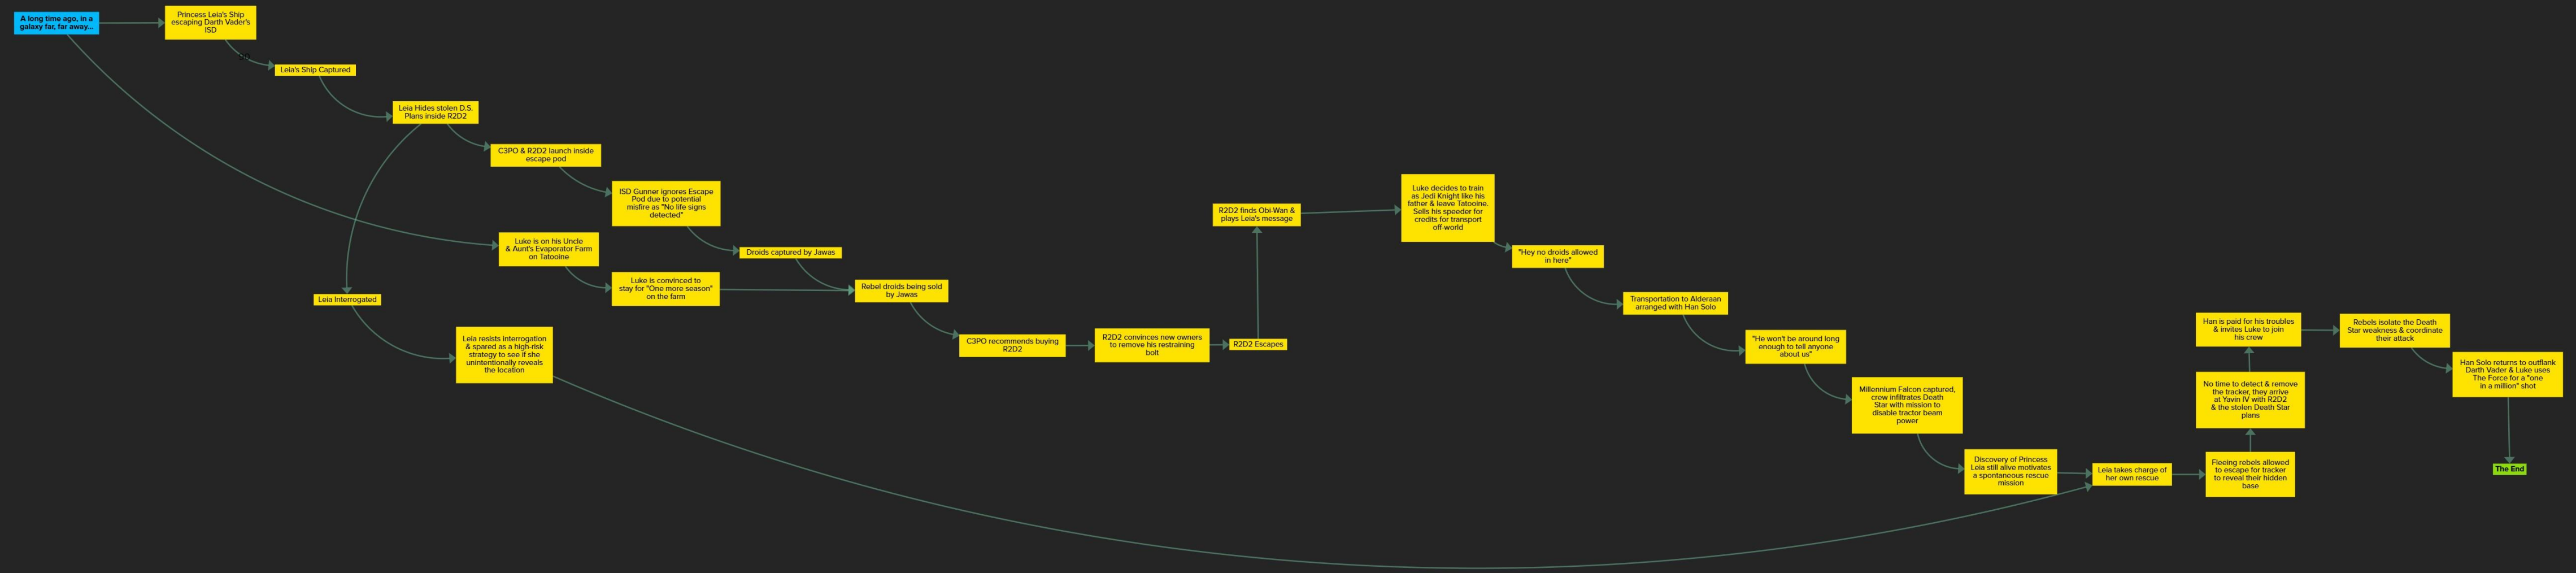 A long time ago, in a
galaxy far, far away...
Princess Leia's Ship
escaping Darth Vader's
ISD
Leia's Ship Captured
Leia Hides stolen D.S.
Plans inside R2D2
C3PO & R2D2 launch inside
escape pod
ISD Gunner ignores Escape
Pod due to potential
misfire as "No life signs
detected"
Luke is on his Uncle
& Aunt's Evaporator Farm
on Tatooine
Luke is convinced to
stay for "One more season"
on the farm
Droids captured by Jawas
Leia Interrogated
Leia resists interrogation
& spared as a high-risk
strategy to see if she
unintentionally reveals
the location
Rebel droids being sold
by Jawas
C3PO recommends buying
R2D2
R2D2 convinces new owners
to remove his restraining
bolt
R2D2 Escapes
R2D2 finds Obi-Wan &
plays Leia's message
Luke decides to train
as Jedi Knight like his
father & leave Tatooine.
Sells his speeder for
credits for transport
off-world
"Hey no droids allowed
in here"
Transportation to Alderaan
arranged with Han Solo
"He won't be around long
enough to tell anyone
about us"
Millennium Falcon captured,
crew infiltrates Death
Star with mission to
disable tractor beam
power
Discovery of Princess
Leia still alive motivates
a spontaneous rescue
mission
Leia takes charge of
her own rescue
Fleeing rebels allowed
to escape for tracker
to reveal their hidden
base
No time to detect & remove
the tracker, they arrive
at Yavin IV with R2D2
& the stolen Death Star
plans
Han is paid for his troubles
& invites Luke to join
his crew
Rebels isolate the Death
Star weakness & coordinate
their attack
Han Solo returns to outflank
Darth Vader & Luke uses
The Force for a "one
in a million" shot
The End